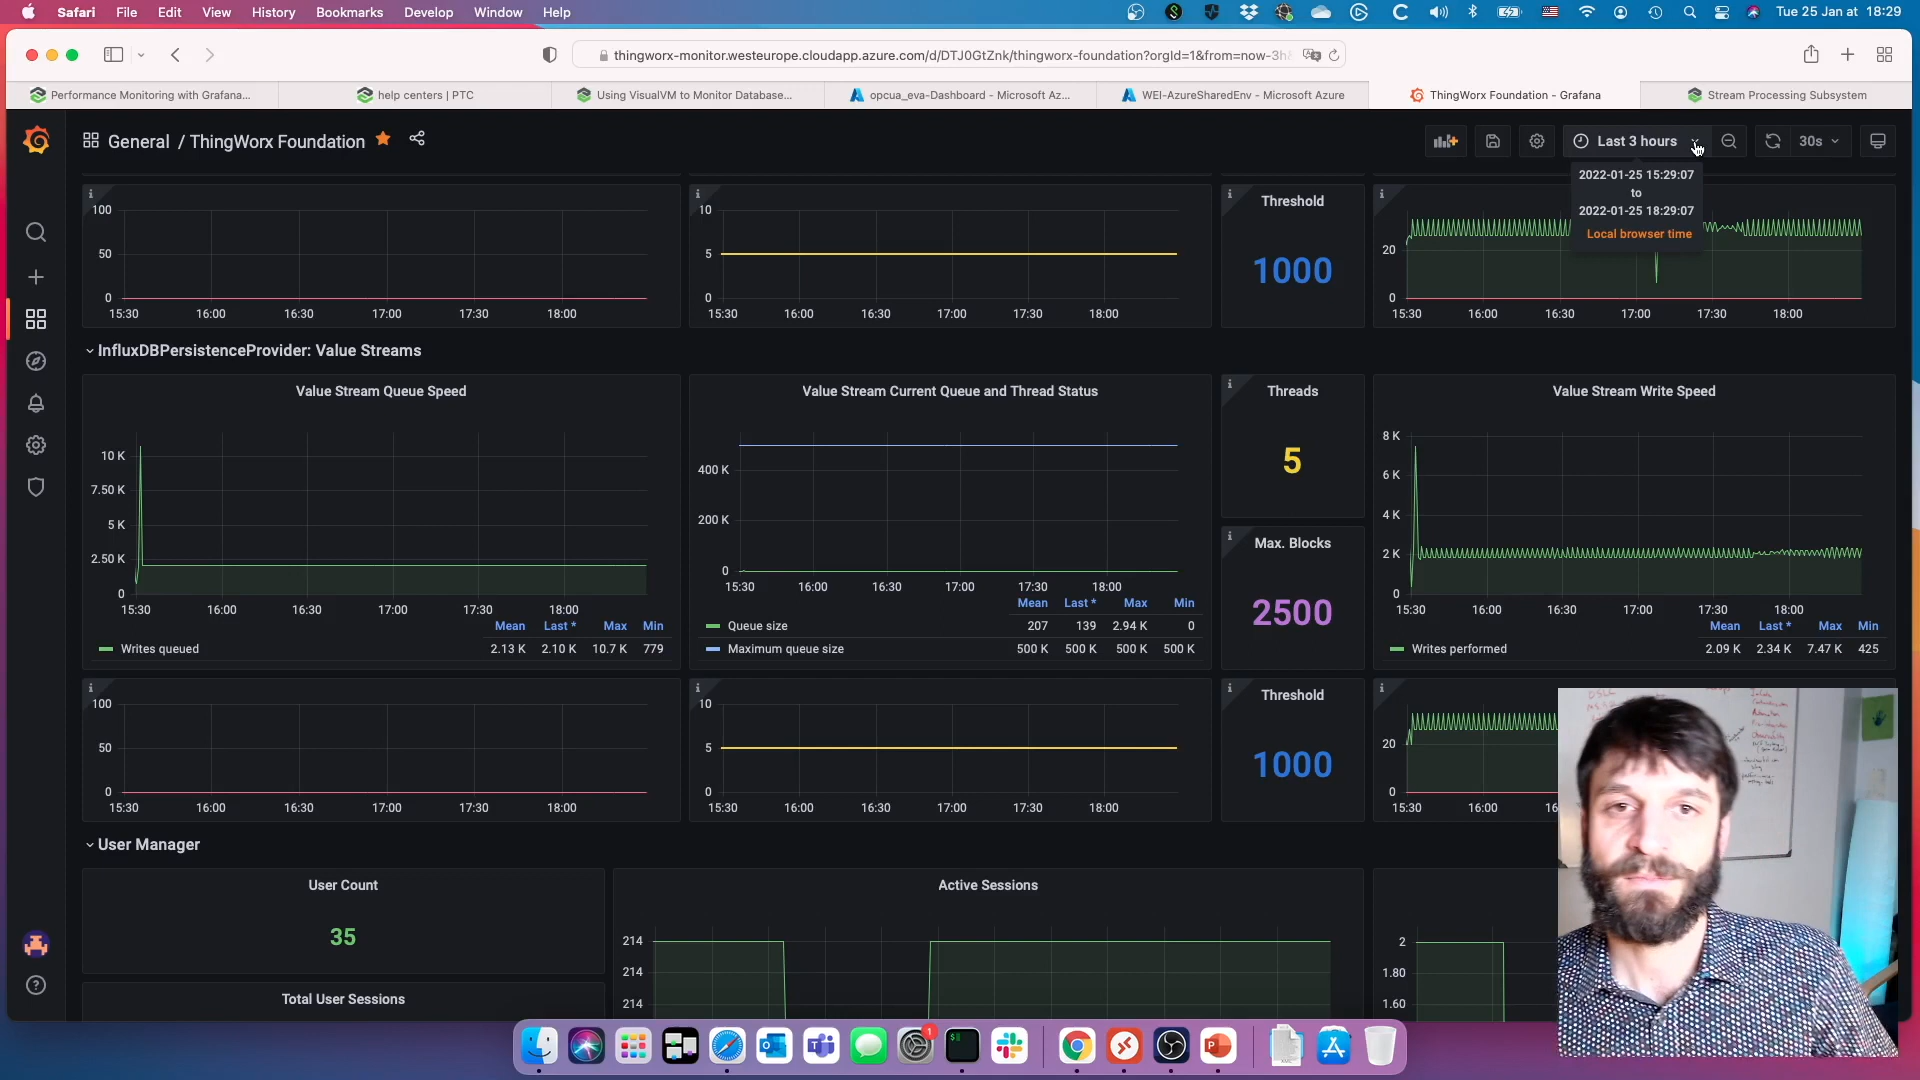 Safari File Edit View History Bookmarks Develop Window Help Tue 25 Jan at 18:29
thingworx-monitor.westeurope.cloudapp.azure.com/d/DTJ0GtZnk/thingworx-foundation?orgId=1&from=now-3h
Performance Monitoring with Grafana... help centers | PTC Using VisualVM to Monitor Database... opcua_eva-Dashboard - Microsoft Az... WEI-AzureSharedEnv - Microsoft Azure ThingWorx Foundation - Grafana Stream Processing Subsystem
General / ThingWorx Foundation Last 3 hours 30s
2022-01-25 15:29:07
to
2022-01-25 18:29:07
Local browser time
100
50
0
15:30 16:00 16:30 17:00 17:30 18:00
10
5
0
15:30 16:00 16:30 17:00 17:30 18:00
Threshold
1000
20
0
15:30 16:00 16:30 17:00 17:30 18:00
InfluxDBPersistenceProvider: Value Streams
Value Stream Queue Speed
10 K
7.50 K
5 K
2.50 K
0
15:30 16:00 16:30 17:00 17:30 18:00
Mean Last * Max Min
Writes queued 2.13 K 2.10 K 10.7 K 779
Value Stream Current Queue and Thread Status
400 K
200 K
0
15:30 16:00 16:30 17:00 17:30 18:00
Mean Last * Max Min
Queue size 207 139 2.94 K 0
Maximum queue size 500 K 500 K 500 K 500 K
Threads
5
Max. Blocks
2500
Value Stream Write Speed
8 K
6 K
4 K
2 K
0
15:30 16:00 16:30 17:00 17:30 18:00
Mean Last * Max Min
Writes performed 2.09 K 2.34 K 7.47 K 425
100
50
0
15:30 16:00 16:30 17:00 17:30 18:00
10
5
0
15:30 16:00 16:30 17:00 17:30 18:00
Threshold
1000
20
0
15:30 16:00
User Manager
User Count
35
Total User Sessions
Active Sessions
214
214
214
2
1.80
1.60
1